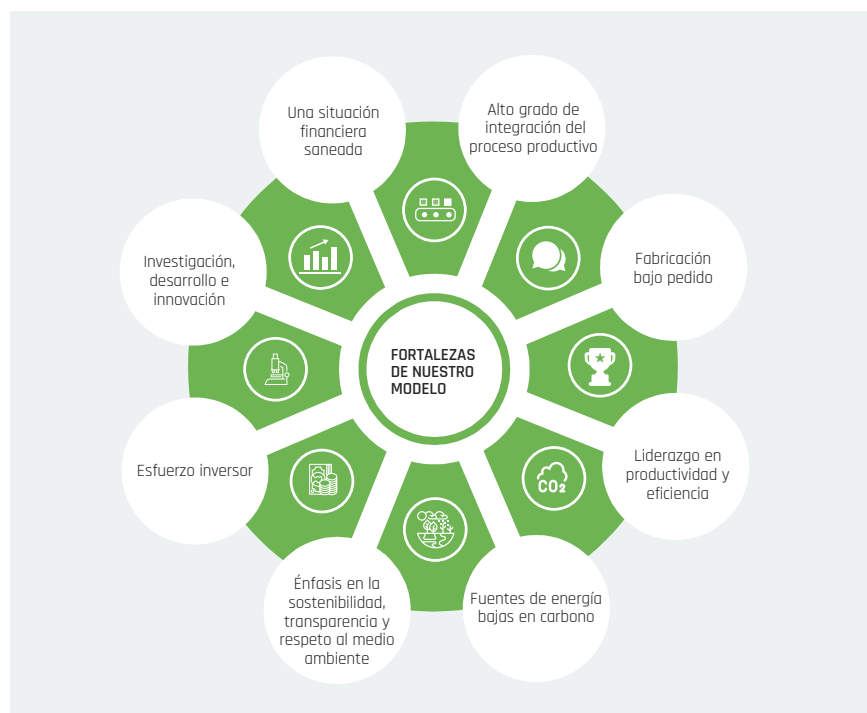 Una situación
financiera
saneada
Alto grado de
integración del
proceso productivo
Fabricación
bajo pedido
Liderazgo en
productividad y
eficiencia
Fuentes de energía
bajas en carbono
Énfasis en la
sostenibilidad,
transparencia y
respeto al medio
ambiente
Esfuerzo inversor
Investigación,
desarrollo e
innovación
FORTALEZAS
DE NUESTRO
MODELO
CO2